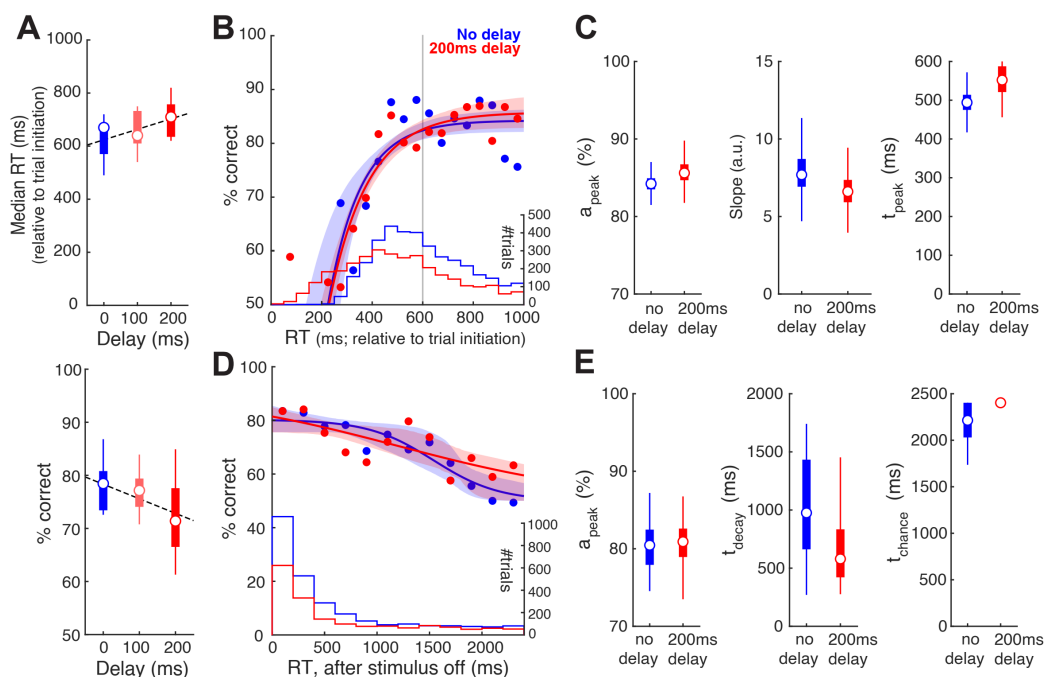 A
1000
800
600
400
200
0
Median RT (ms)
(relative to trial initiation)
0 100 200
Delay (ms)
B
No delay
200ms delay
100
90
80
70
60
50
% correct
500
400
300
200
100
0
#trials
0 200 400 600 800 1000
RT (ms; relative to trial initiation)
C
100
90
80
70
a peak (%)
no delay
200ms delay
15
10
5
0
Slope (a.u.)
no delay
200ms delay
600
500
400
300
200
100
0
t peak (ms)
no delay
200ms delay
100
90
80
70
80
50
% correct
0 100 200
Delay (ms)
D
100
80
60
40
20
0
% correct
1000
800
600
400
200
0
#trials
0 500 1000 1500 2000
RT, after stimulus off (ms)
E
100
90
80
70
a peak (%)
no delay
200ms delay
2000
1500
1000
500
0
t decay (ms)
no delay
200ms delay
2500
2000
1500
1000
500
0
t chance (ms)
no delay
200ms delay